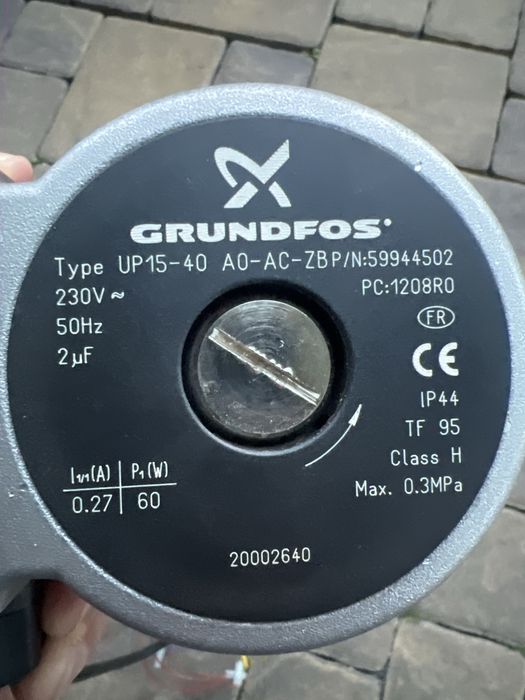 GRUNDFOS
Type UP15-40 AO-AC-ZB P/N:59944502
230V ~ PC:1208R0
50Hz FR
2µF CE
IP44
TF 95
Class H
I1/1(A) P1(W) Max. 0.3MPa
0.27 60
20002640